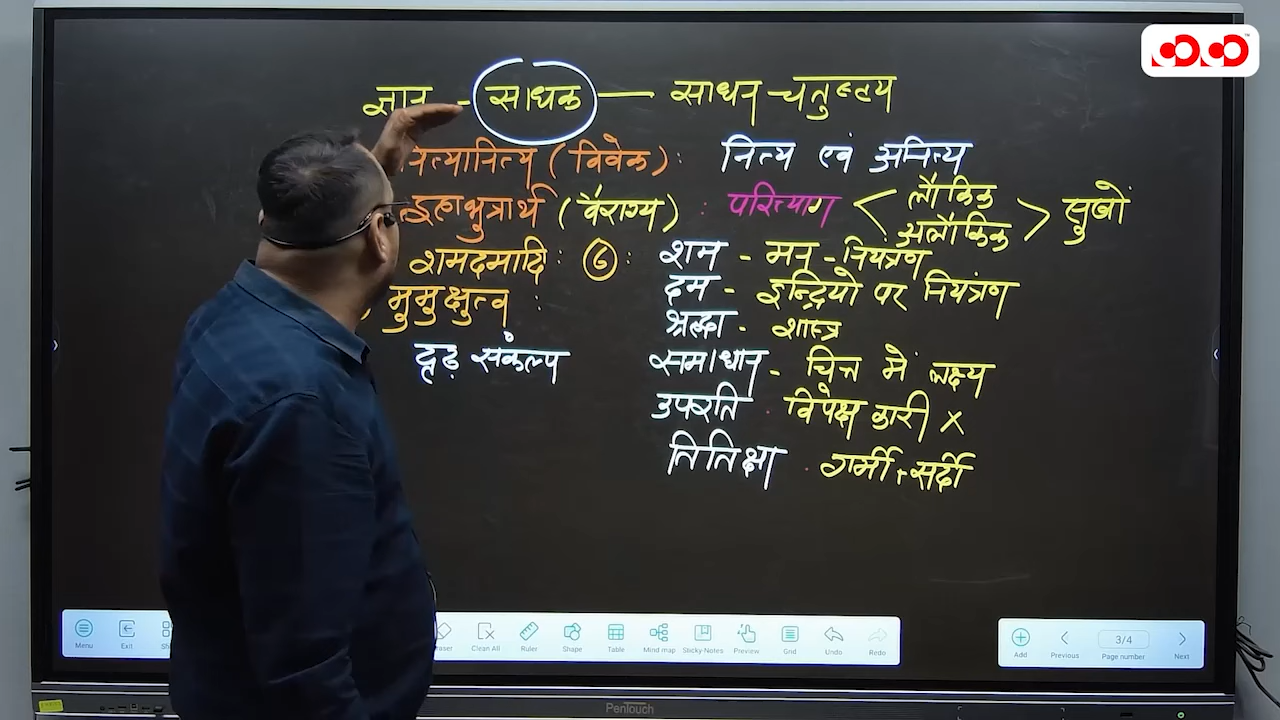 ज्ञान - साधक — साधन - चतुष्टय
नित्यानित्य (विवेक) : नित्य एवं अनित्य
इहामुत्रार्थ (वैराग्य) : परित्याग < लौकिक अलौकिक > सुखों
शमदमादि : ⑥ : शम - मन - नियंत्रण
दम - इन्द्रियो पर नियंत्रण
मुमुक्षुत्व :
श्रद्धा - शास्त्र
दृढ़ संकल्प
समाधान - चित्त में लक्ष्य
उपरति . विपेक्ष कारी X
तितिक्षा . गर्मी + सर्दी
Menu Exit Clean All Ruler Shape Table Mind map Sticky-Notes Preview Grid Undo Redo
Add Previous 3/4 Page number Next
PenTouch